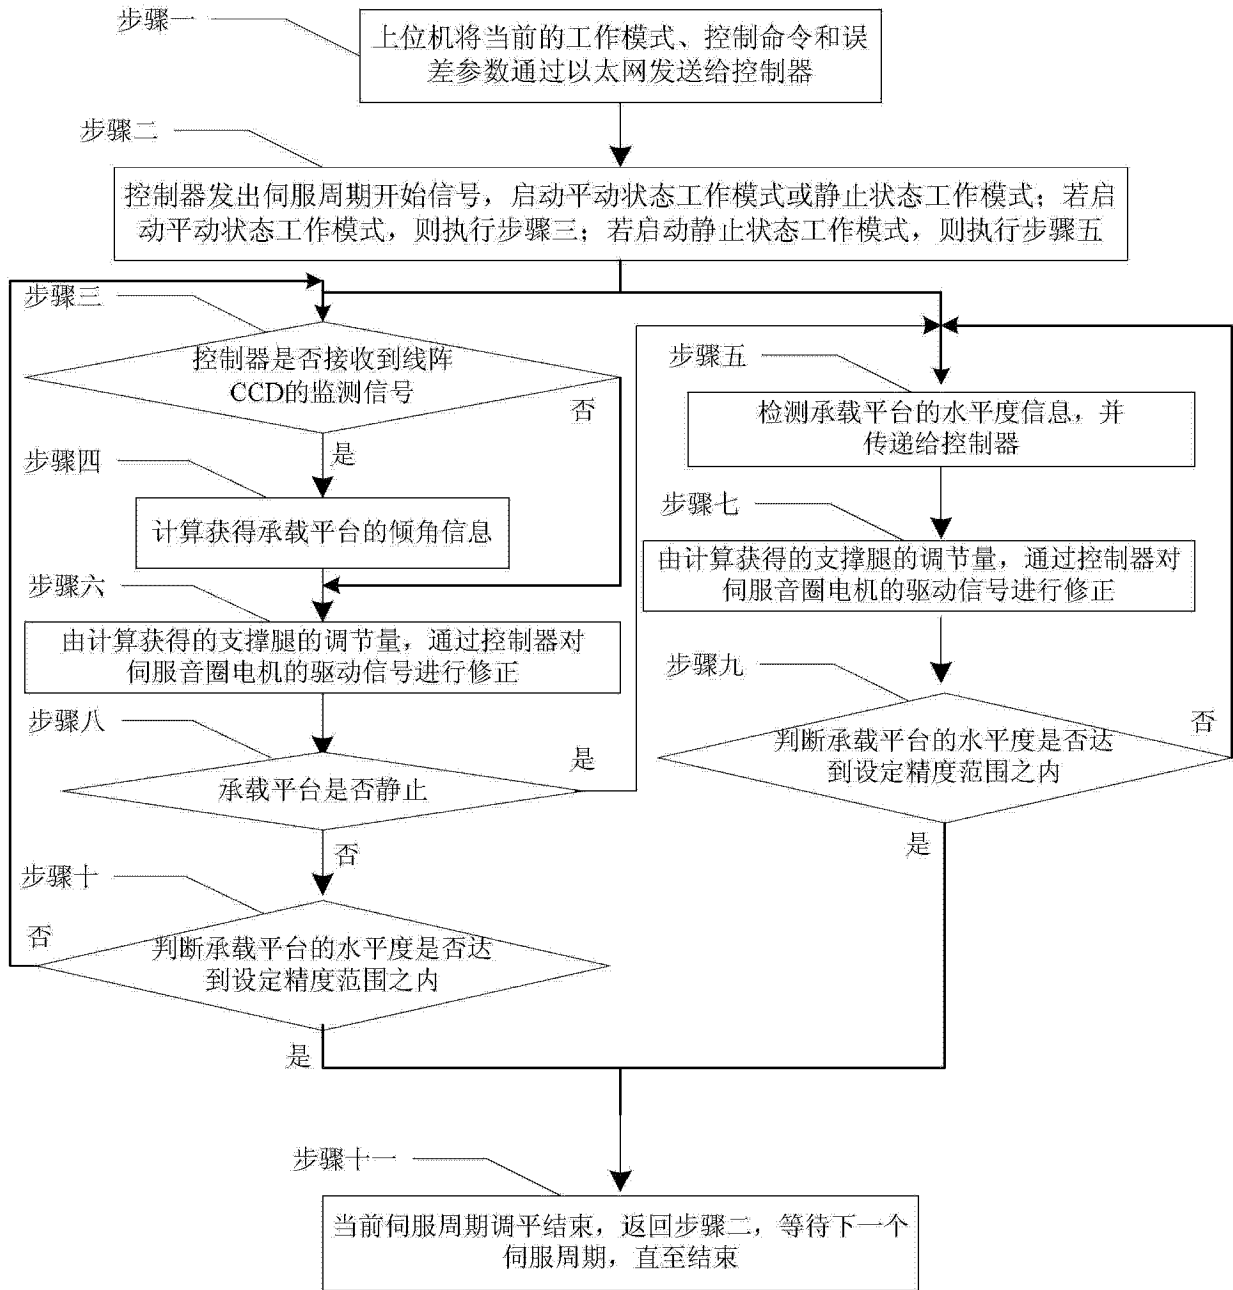 步骤一
上位机将当前的工作模式、控制命令和误
差参数通过以太网发送给控制器
步骤二
控制器发出伺服周期开始信号，启动平动状态工作模式或静止状态工作模式；若启
动平动状态工作模式，则执行步骤三；若启动静止状态工作模式，则执行步骤五
步骤三
控制器是否接收到线阵
CCD的监测信号
否
是
步骤四
计算获得承载平台的倾角信息
步骤六
由计算获得的支撑腿的调节量，通过控制器对
伺服音圈电机的驱动信号进行修正
步骤八
承载平台是否静止
是
否
步骤十
否
判断承载平台的水平度是否达
到设定精度范围之内
是
步骤五
检测承载平台的水平度信息，并
传递给控制器
步骤七
由计算获得的支撑腿的调节量，通过控制器对
伺服音圈电机的驱动信号进行修正
步骤九
否
判断承载平台的水平度是否达
到设定精度范围之内
是
步骤十一
当前伺服周期调平结束，返回步骤二，等待下一个
伺服周期，直至结束